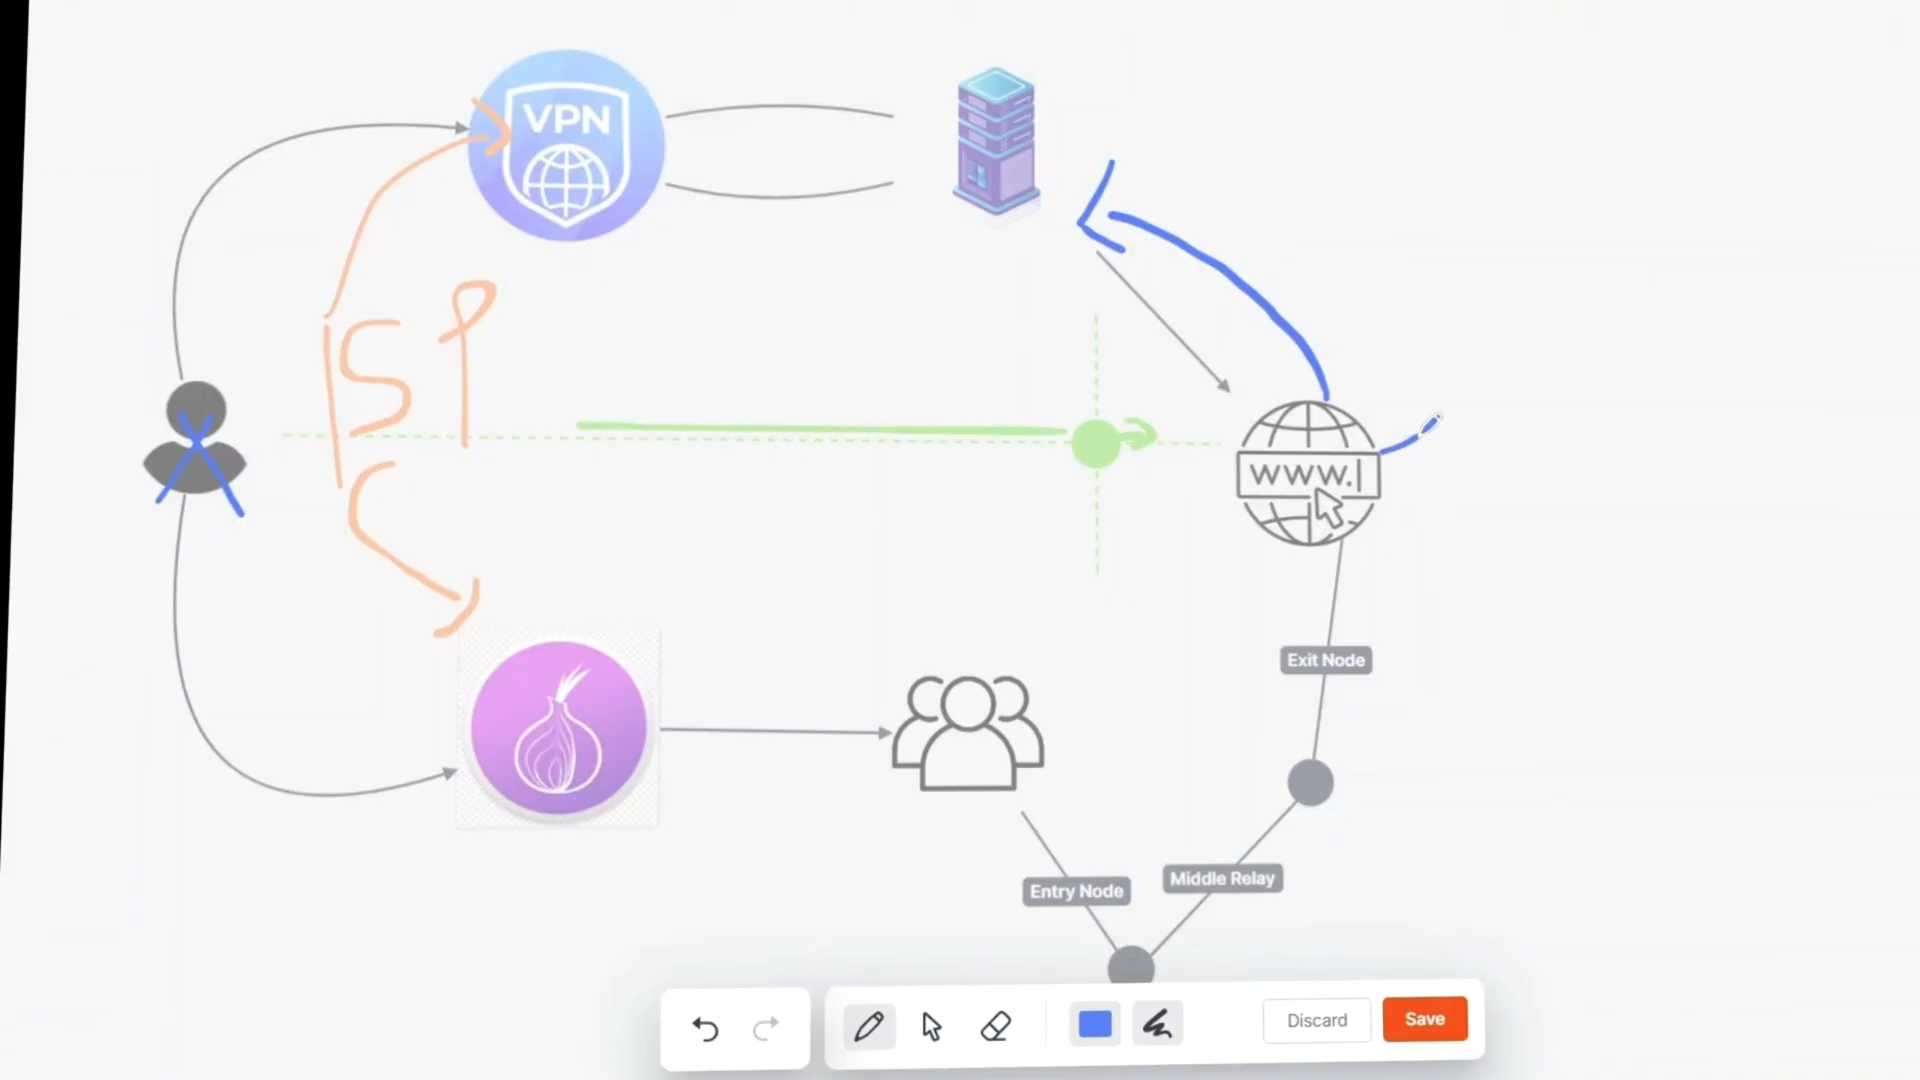 VPN
ISP
www.
Exit Node
Middle Relay
Entry Node
Discard
Save